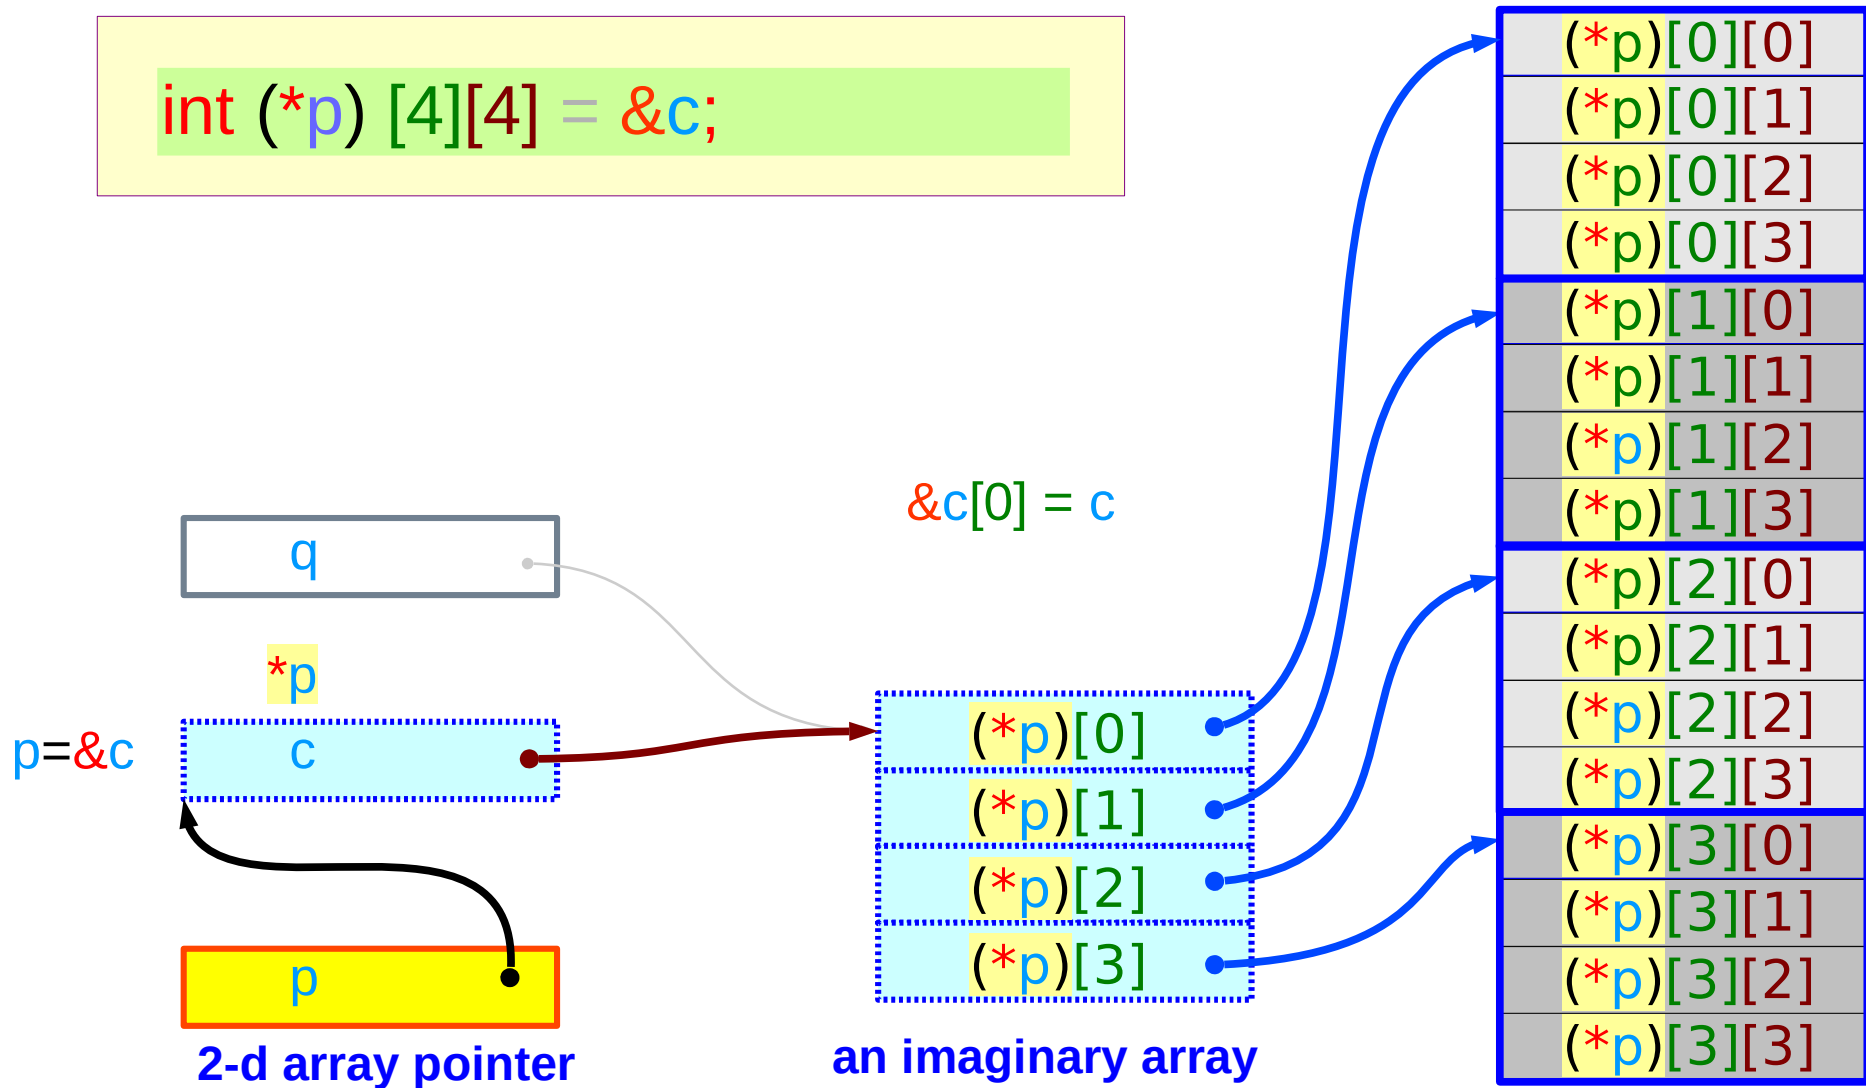 int (*p) [4][4] = &c;
&c[0] = c
q
*p
p=&c
c
p
2-d array pointer
(*p)[0]
(*p)[1]
(*p)[2]
(*p)[3]
an imaginary array
(*p)[0][0]
(*p)[0][1]
(*p)[0][2]
(*p)[0][3]
(*p)[1][0]
(*p)[1][1]
(*p)[1][2]
(*p)[1][3]
(*p)[2][0]
(*p)[2][1]
(*p)[2][2]
(*p)[2][3]
(*p)[3][0]
(*p)[3][1]
(*p)[3][2]
(*p)[3][3]